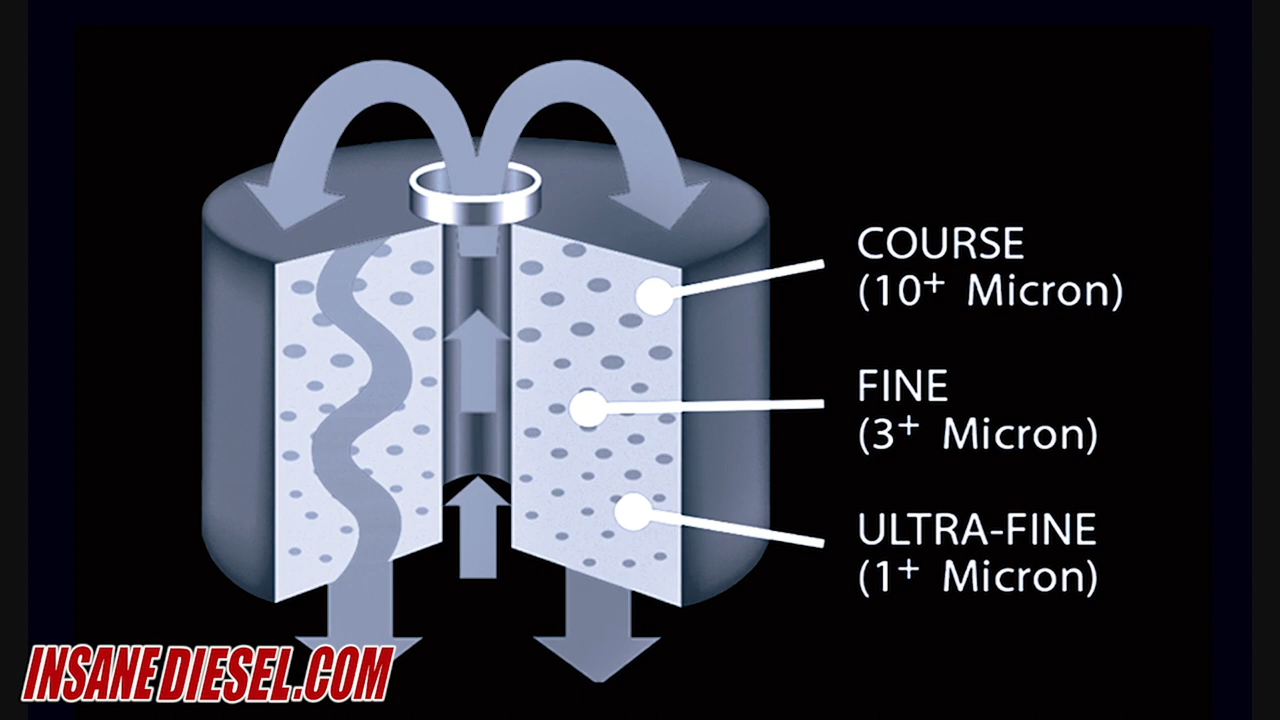 COURSE
(10⁺ Micron)
FINE
(3⁺ Micron)
ULTRA-FINE
(1⁺ Micron)
INSANEDIESEL.COM